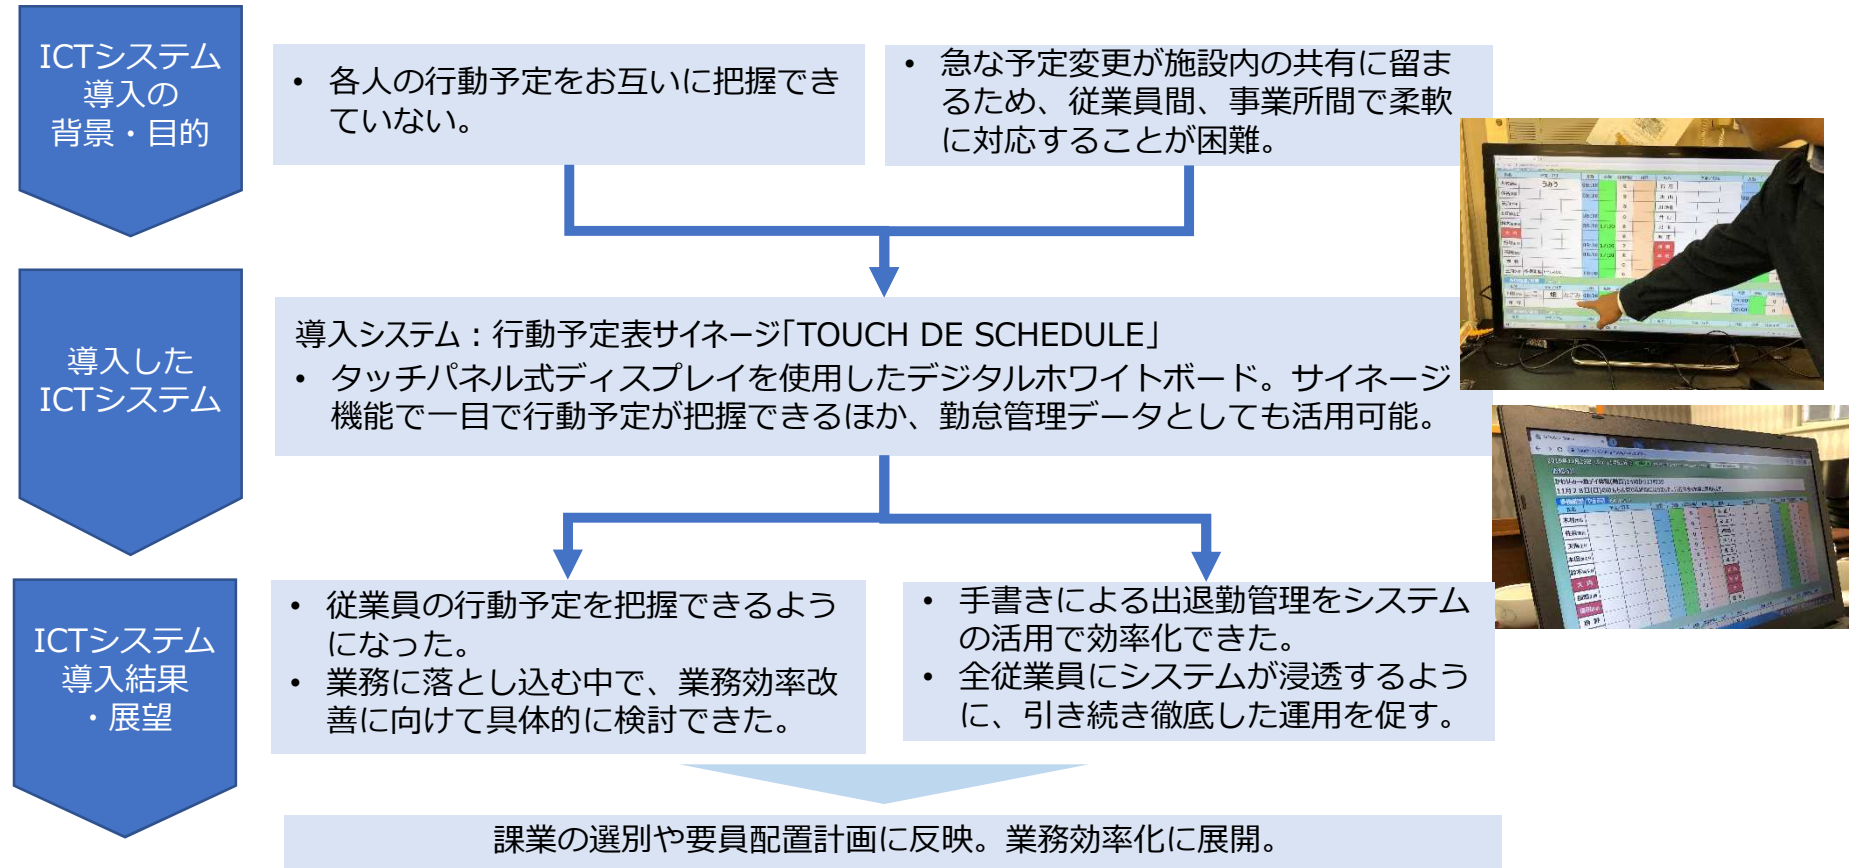 ICTシステム
導入の
背景・目的
• 各人の行動予定をお互いに把握でき
ていない。
• 急な予定変更が施設内の共有に留ま
るため、従業員間、事業所間で柔軟
に対応することが困難。
導入した
ICTシステム
導入システム：行動予定表サイネージ「TOUCH DE SCHEDULE」
• タッチパネル式ディスプレイを使用したデジタルホワイトボード。サイネージ
機能で一目で行動予定が把握できるほか、勤怠管理データとしても活用可能。
ICTシステム
導入結果
・展望
• 従業員の行動予定を把握できるよう
になった。
• 業務に落とし込む中で、業務効率改
善に向けて具体的に検討できた。
• 手書きによる出退勤管理をシステム
の活用で効率化できた。
• 全従業員にシステムが浸透するよう
に、引き続き徹底した運用を促す。
課業の選別や要員配置計画に反映。業務効率化に展開。